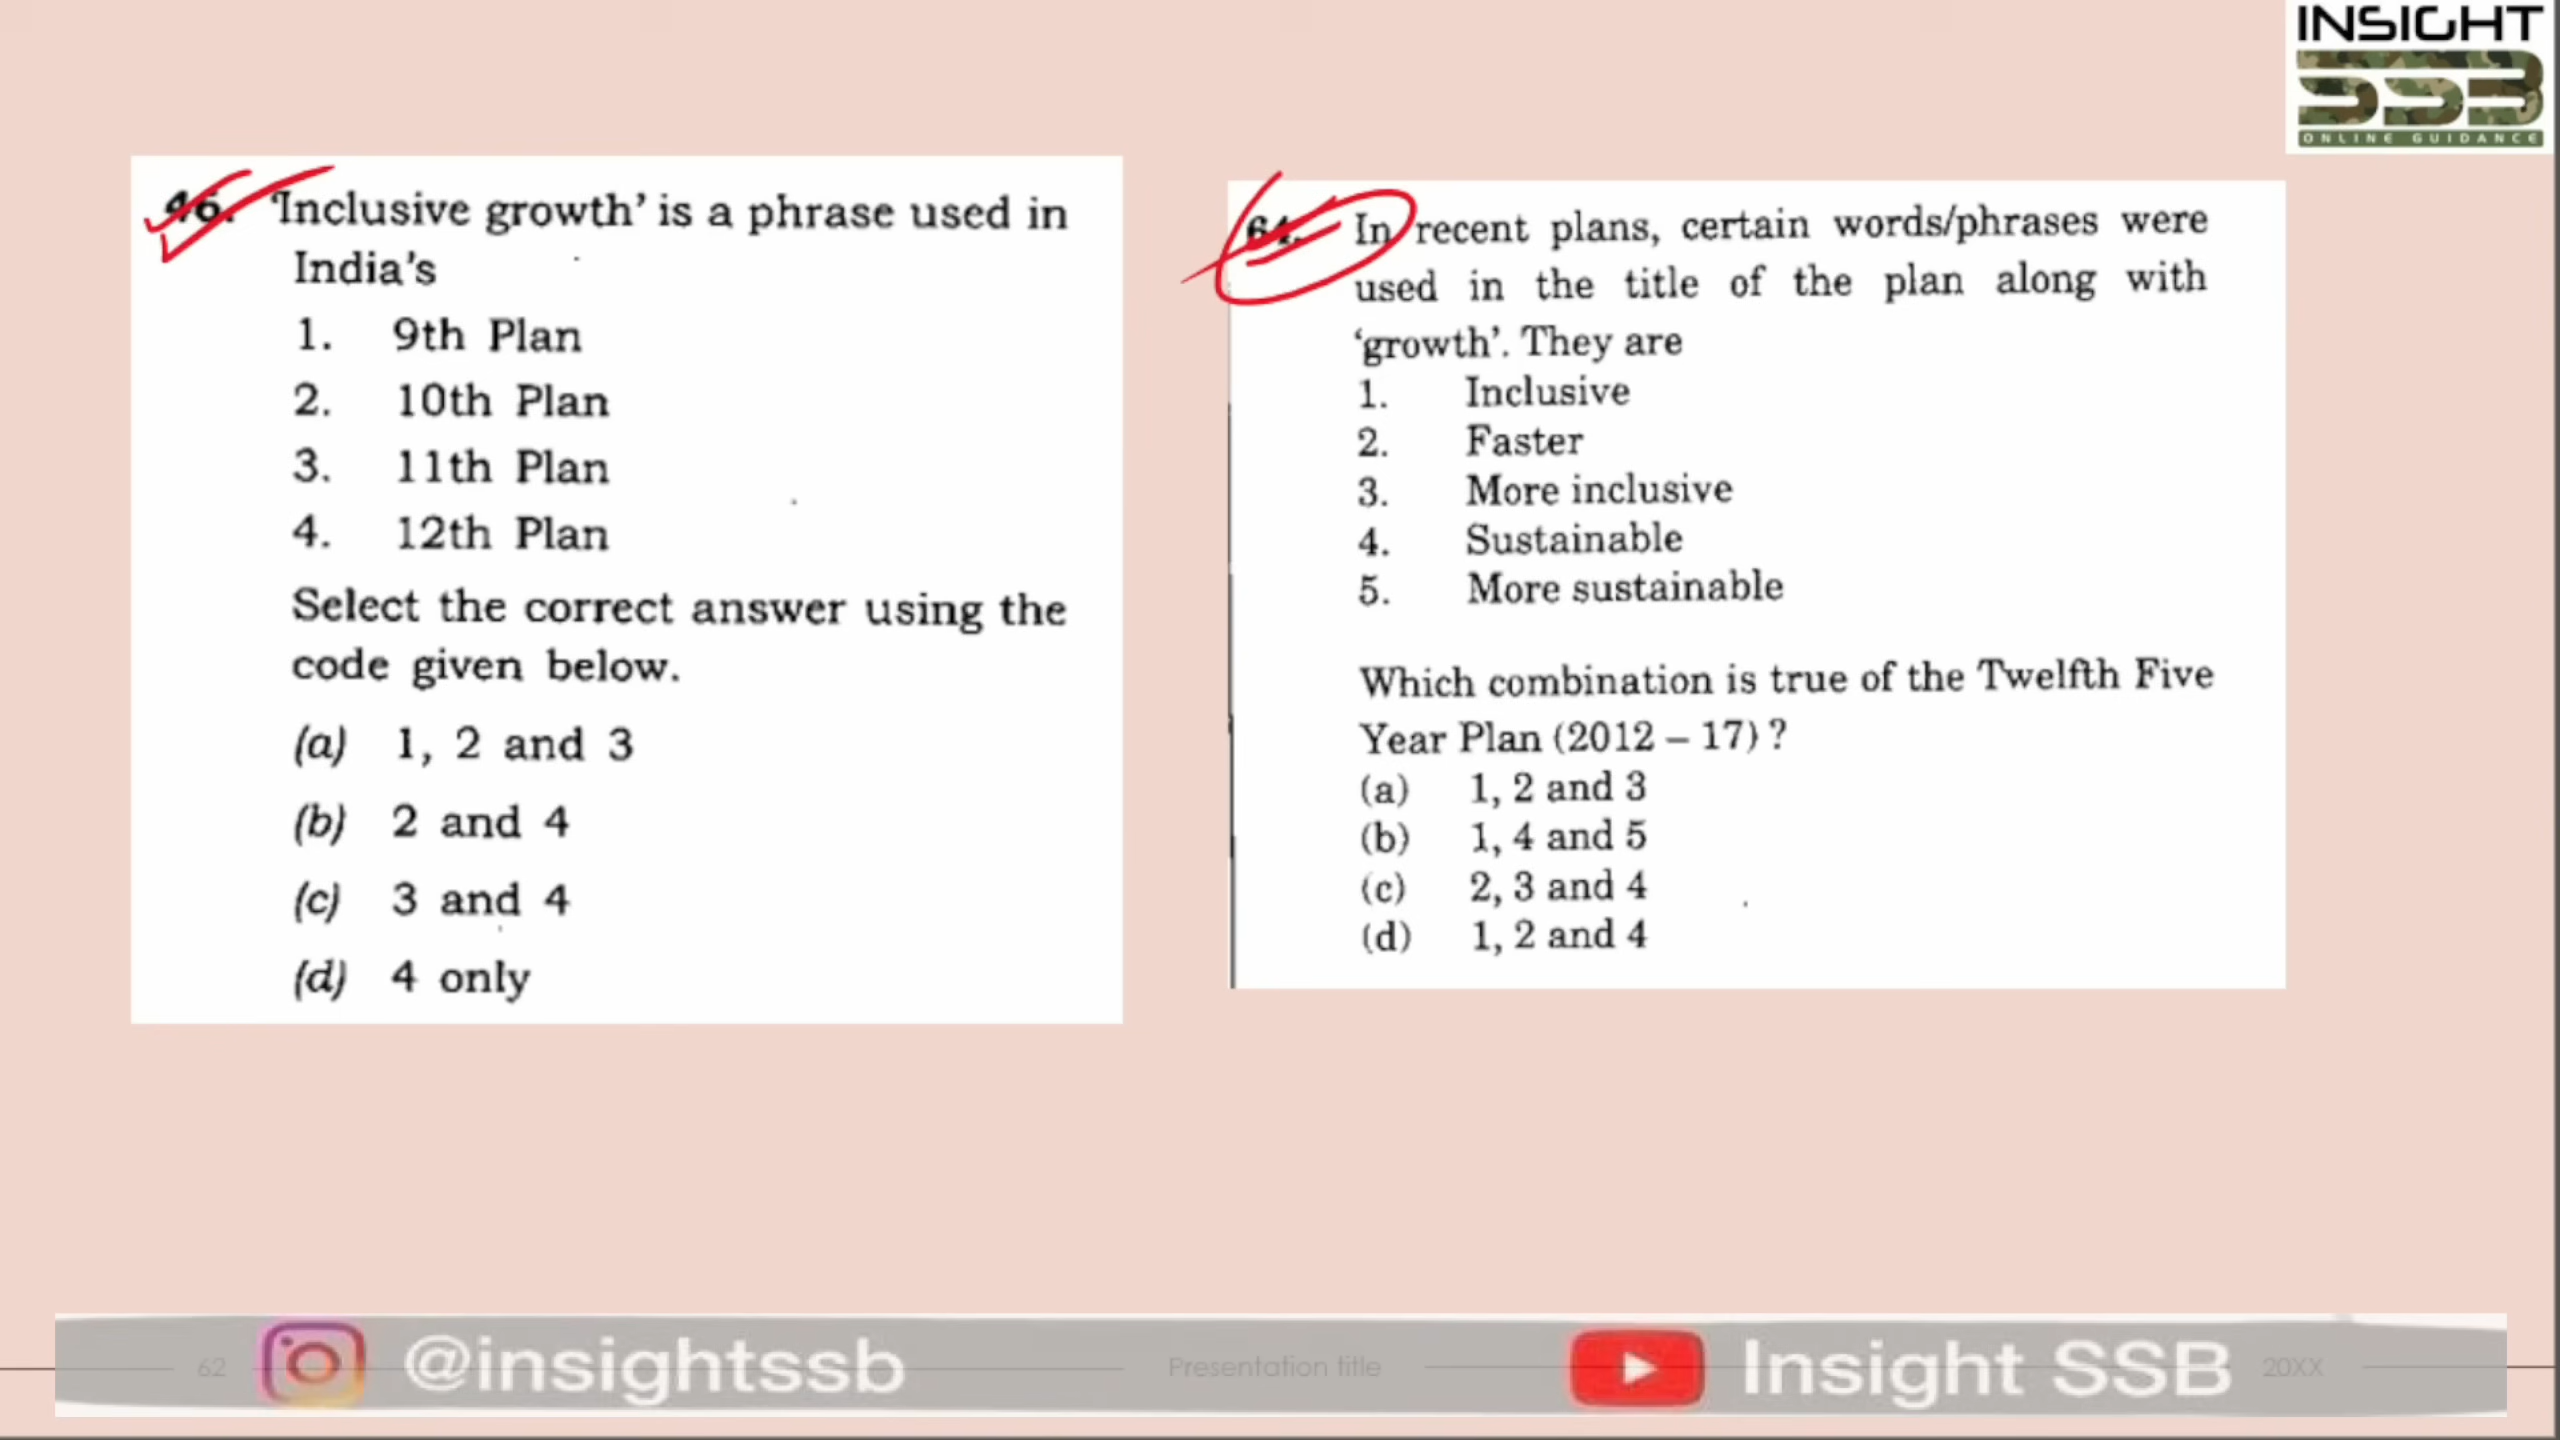 INSIGHT
SSB
ONLINE GUIDANCE
46. 'Inclusive growth' is a phrase used in
India's
1. 9th Plan
2. 10th Plan
3. 11th Plan
4. 12th Plan
Select the correct answer using the
code given below.
(a) 1, 2 and 3
(b) 2 and 4
(c) 3 and 4
(d) 4 only
64. In recent plans, certain words/phrases were
used in the title of the plan along with
'growth'. They are
1. Inclusive
2. Faster
3. More inclusive
4. Sustainable
5. More sustainable
Which combination is true of the Twelfth Five
Year Plan (2012 – 17) ?
(a) 1, 2 and 3
(b) 1, 4 and 5
(c) 2, 3 and 4
(d) 1, 2 and 4
62
@insightssb
Presentation title
Insight SSB
20XX